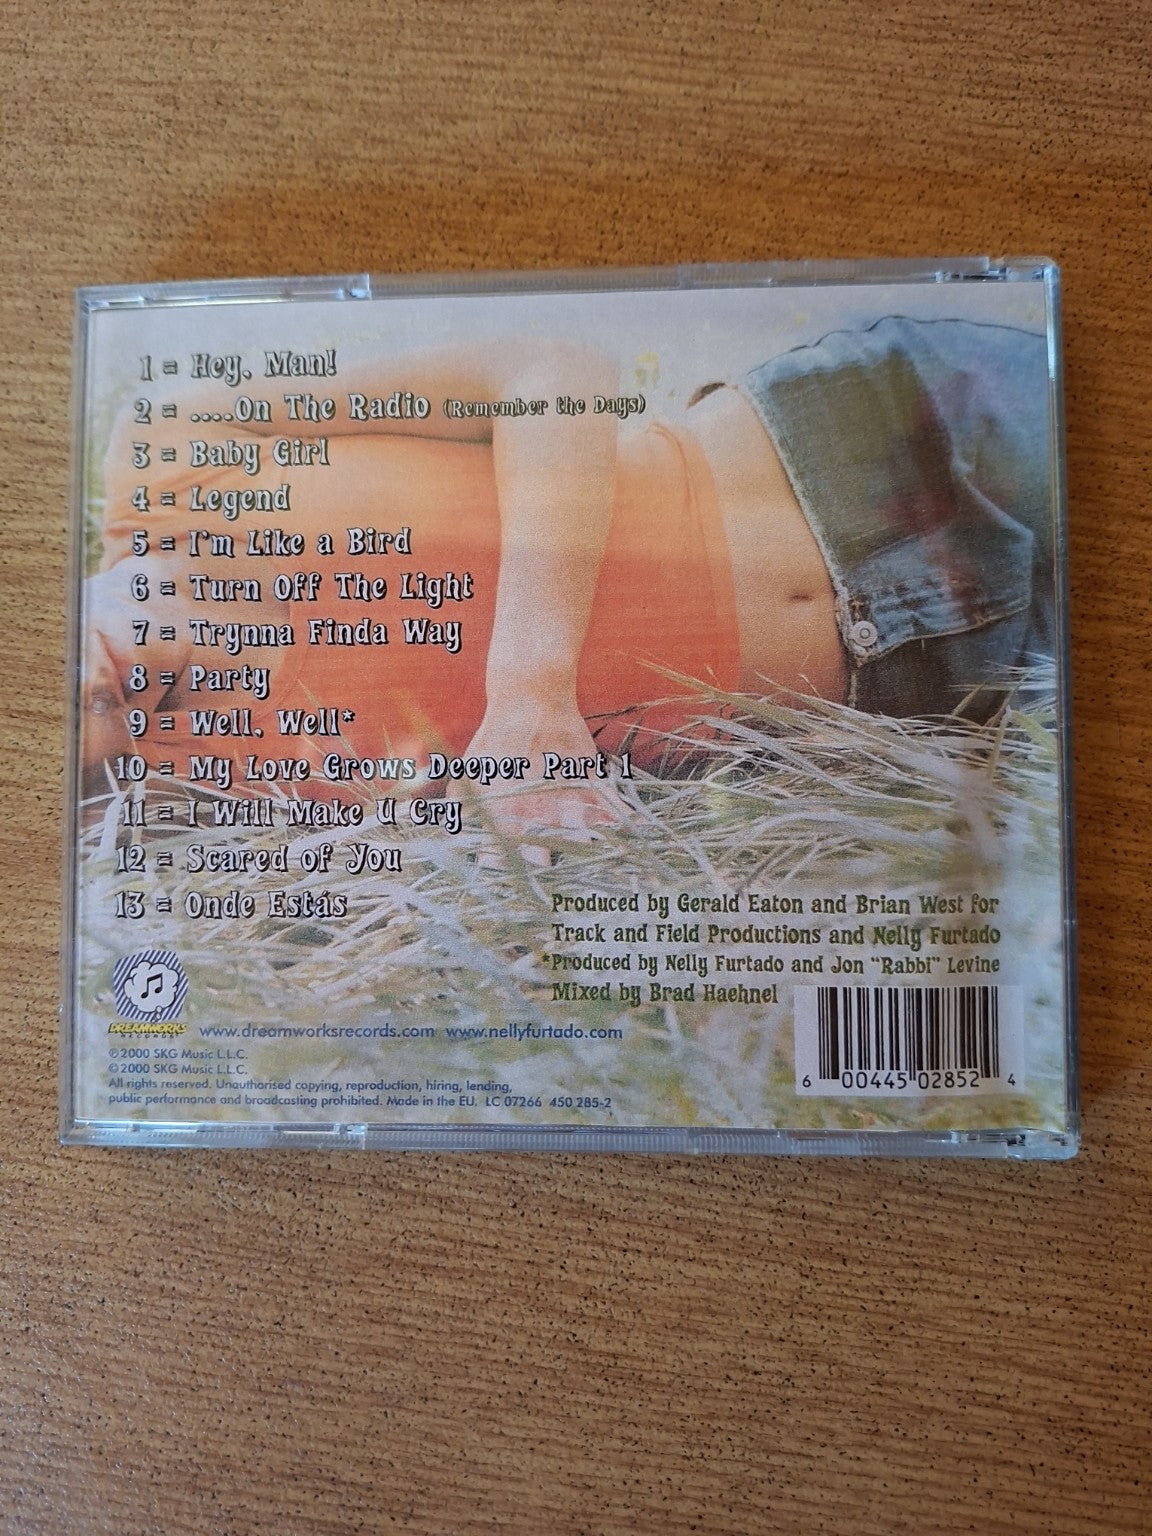 1 = Hey, Man!
2 = ....On The Radio (Remember the Days)
3 = Baby Girl
4 = Legend
5 = I'm Like a Bird
6 = Turn Off The Light
7 = Trynna Finda Way
8 = Party
9 = Well, Well*
10 = My Love Grows Deeper Part 1
11 = I Will Make U Cry
12 = Scared of You
13 = Onde Estás
Produced by Gerald Eaton and Brian West for
Track and Field Productions and Nelly Furtado
*Produced by Nelly Furtado and Jon "Rabbi" Levine
Mixed by Brad Haehnel
DREAMWORKS
RECORDS
www.dreamworksrecords.com www.nellyfurtado.com
℗2000 SKG Music L.L.C.
©2000 SKG Music L.L.C.
All rights reserved. Unauthorised copying, reproduction, hiring, lending,
public performance and broadcasting prohibited. Made in the EU. LC 07266 450 285-2
6 00445 02852 4